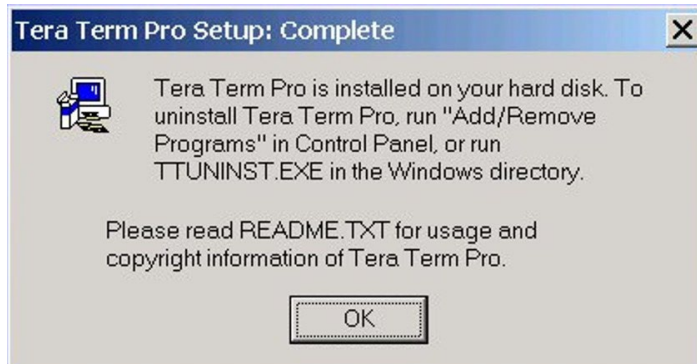 Tera Term Pro Setup: Complete
Tera Term Pro is installed on your hard disk. To
uninstall Tera Term Pro, run "Add/Remove
Programs" in Control Panel, or run
TTUNINST.EXE in the Windows directory.
Please read README.TXT for usage and
copyright information of Tera Term Pro.
OK